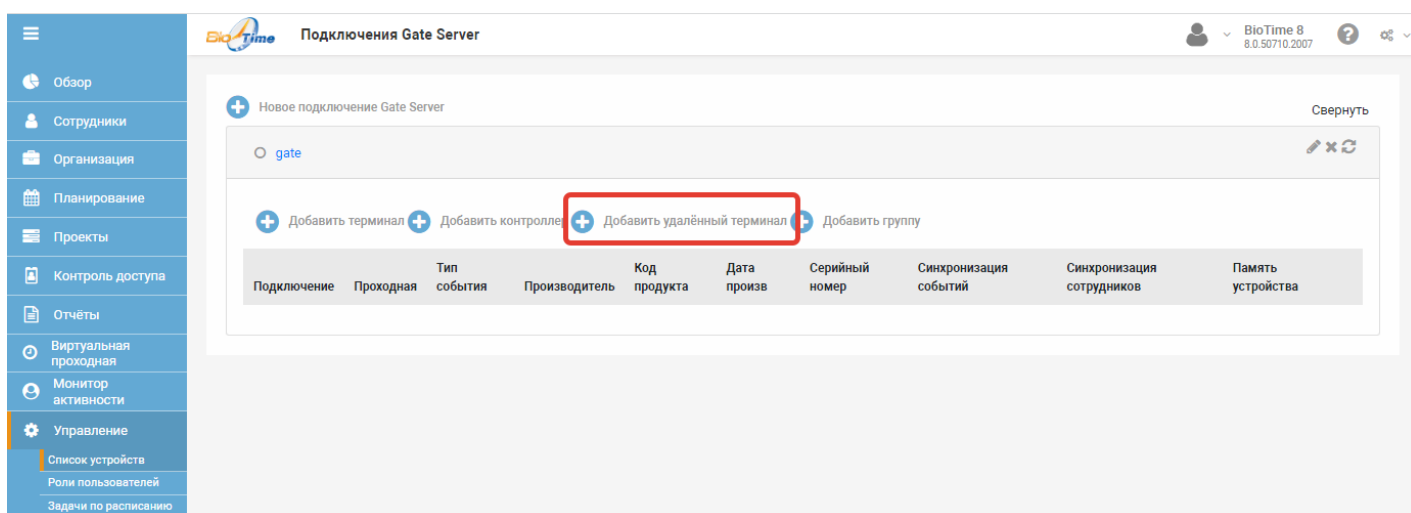 Bio Time
Подключения Gate Server
BioTime 8
8.0.50710.2007
Обзор
Сотрудники
Организация
Планирование
Проекты
Контроль доступа
Отчёты
Виртуальная
проходная
Монитор
активности
Управление
Список устройств
Роли пользователей
Задачи по расписанию
Новое подключение Gate Server
Свернуть
gate
Добавить терминал Добавить контроллер Добавить удалённый терминал Добавить группу
Подключение Проходная Тип события Производитель Код продукта Дата произв Серийный номер Синхронизация событий Синхронизация сотрудников Память устройства